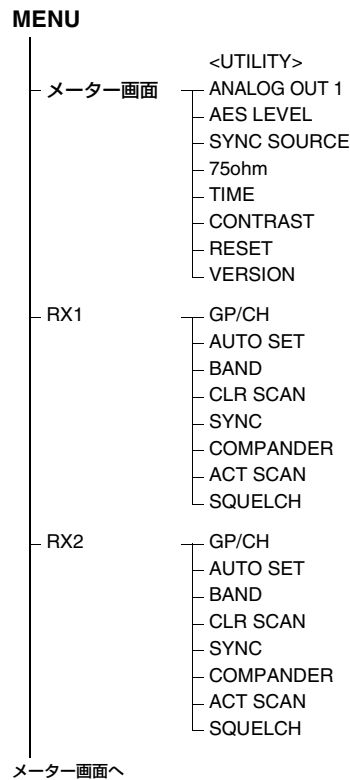 MENU
<UTILITY>
メーター画面 ANALOG OUT 1
AES LEVEL
SYNC SOURCE
75ohm
TIME
CONTRAST
RESET
VERSION
RX1 GP/CH
AUTO SET
BAND
CLR SCAN
SYNC
COMPANDER
ACT SCAN
SQUELCH
RX2 GP/CH
AUTO SET
BAND
CLR SCAN
SYNC
COMPANDER
ACT SCAN
SQUELCH
メーター画面へ